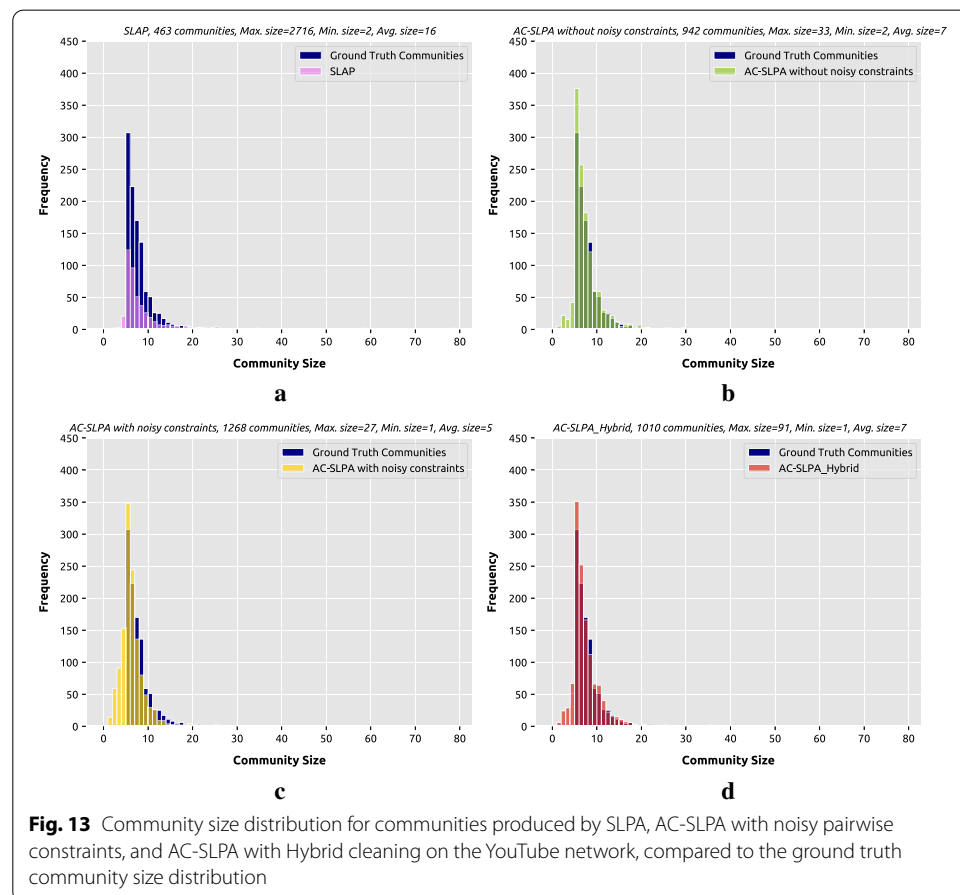 SLAP, 463 communities, Max. size=2716, Min. size=2, Avg. size=16
450
400
350
300
250
200
150
100
50
0
Frequency
Ground Truth Communities
SLAP
0 10 20 30 40 50 60 70 80
Community Size
a
AC-SLPA without noisy constraints, 942 communities, Max. size=33, Min. size=2, Avg. size=7
450
400
350
300
250
200
150
100
50
0
Frequency
Ground Truth Communities
AC-SLPA without noisy constraints
0 10 20 30 40 50 60 70 80
Community Size
b
AC-SLPA with noisy constraints, 1268 communities, Max. size=27, Min. size=1, Avg. size=5
450
400
350
300
250
200
150
100
50
0
Frequency
Ground Truth Communities
AC-SLPA with noisy constraints
0 10 20 30 40 50 60 70 80
Community Size
c
AC-SLPA_Hybrid, 1010 communities, Max. size=91, Min. size=1, Avg. size=7
450
400
350
300
250
200
150
100
50
0
Frequency
Ground Truth Communities
AC-SLPA_Hybrid
0 10 20 30 40 50 60 70 80
Community Size
d
Fig. 13 Community size distribution for communities produced by SLPA, AC-SLPA with noisy pairwise
constraints, and AC-SLPA with Hybrid cleaning on the YouTube network, compared to the ground truth
community size distribution